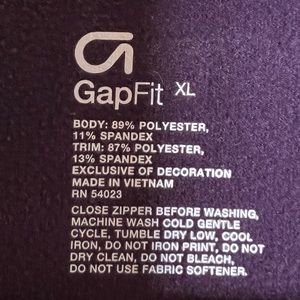 GapFit XL
BODY: 89% POLYESTER,
11% SPANDEX
TRIM: 87% POLYESTER,
13% SPANDEX
EXCLUSIVE OF DECORATION
MADE IN VIETNAM
RN 54023
CLOSE ZIPPER BEFORE WASHING,
MACHINE WASH COLD GENTLE
CYCLE, TUMBLE DRY LOW, COOL
IRON, DO NOT IRON PRINT, DO NOT
DRY CLEAN, DO NOT BLEACH,
DO NOT USE FABRIC SOFTENER.